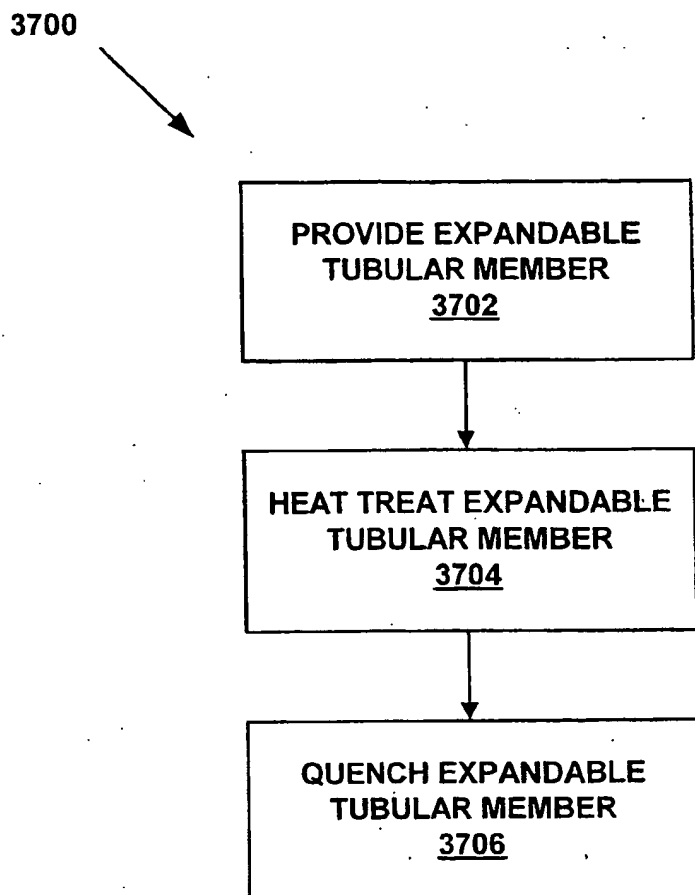 3700
PROVIDE EXPANDABLE
TUBULAR MEMBER
3702
HEAT TREAT EXPANDABLE
TUBULAR MEMBER
3704
QUENCH EXPANDABLE
TUBULAR MEMBER
3706